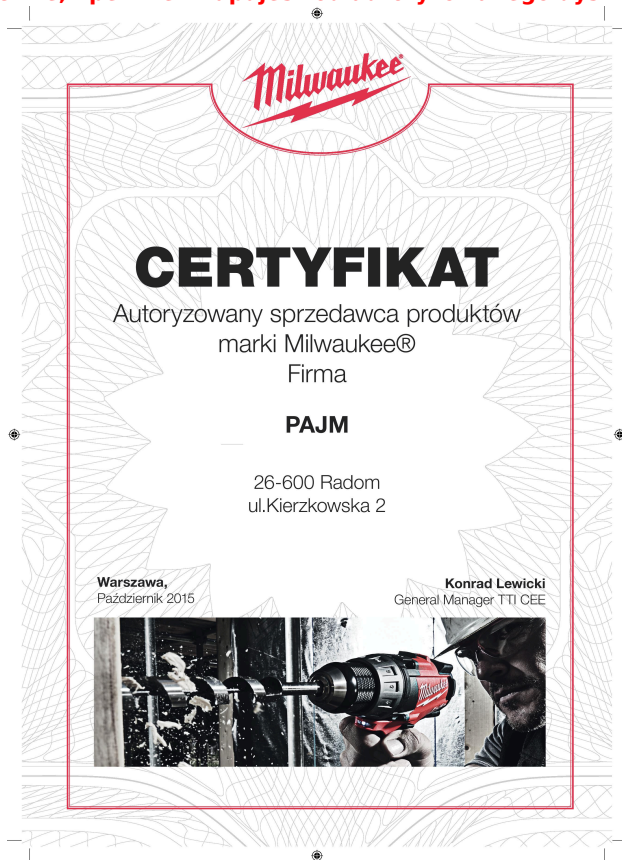 Milwaukee®
CERTYFIKAT
Autoryzowany sprzedawca produktów
marki Milwaukee®
Firma
PAJM
26-600 Radom
ul.Kierzkowska 2
Warszawa,
Październik 2015
Konrad Lewicki
General Manager TTI CEE
Milwaukee